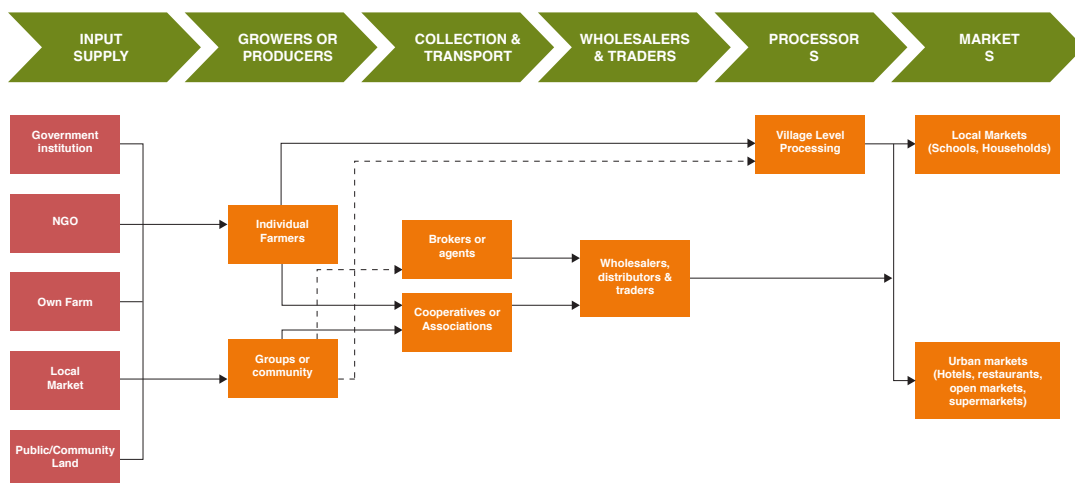 INPUT
SUPPLY
GROWERS OR
PRODUCERS
COLLECTION &
TRANSPORT
WHOLESALERS
& TRADERS
PROCESSOR
S
MARKET
S
Government
institution
NGO
Own Farm
Local
Market
Public/Community
Land
Individual
Farmers
Groups or
community
Brokers or
agents
Cooperatives or
Associations
Wholesalers,
distributors &
traders
Village Level
Processing
Local Markets
(Schools, Households)
Urban markets
(Hotels, restaurants,
open markets,
supermarkets)